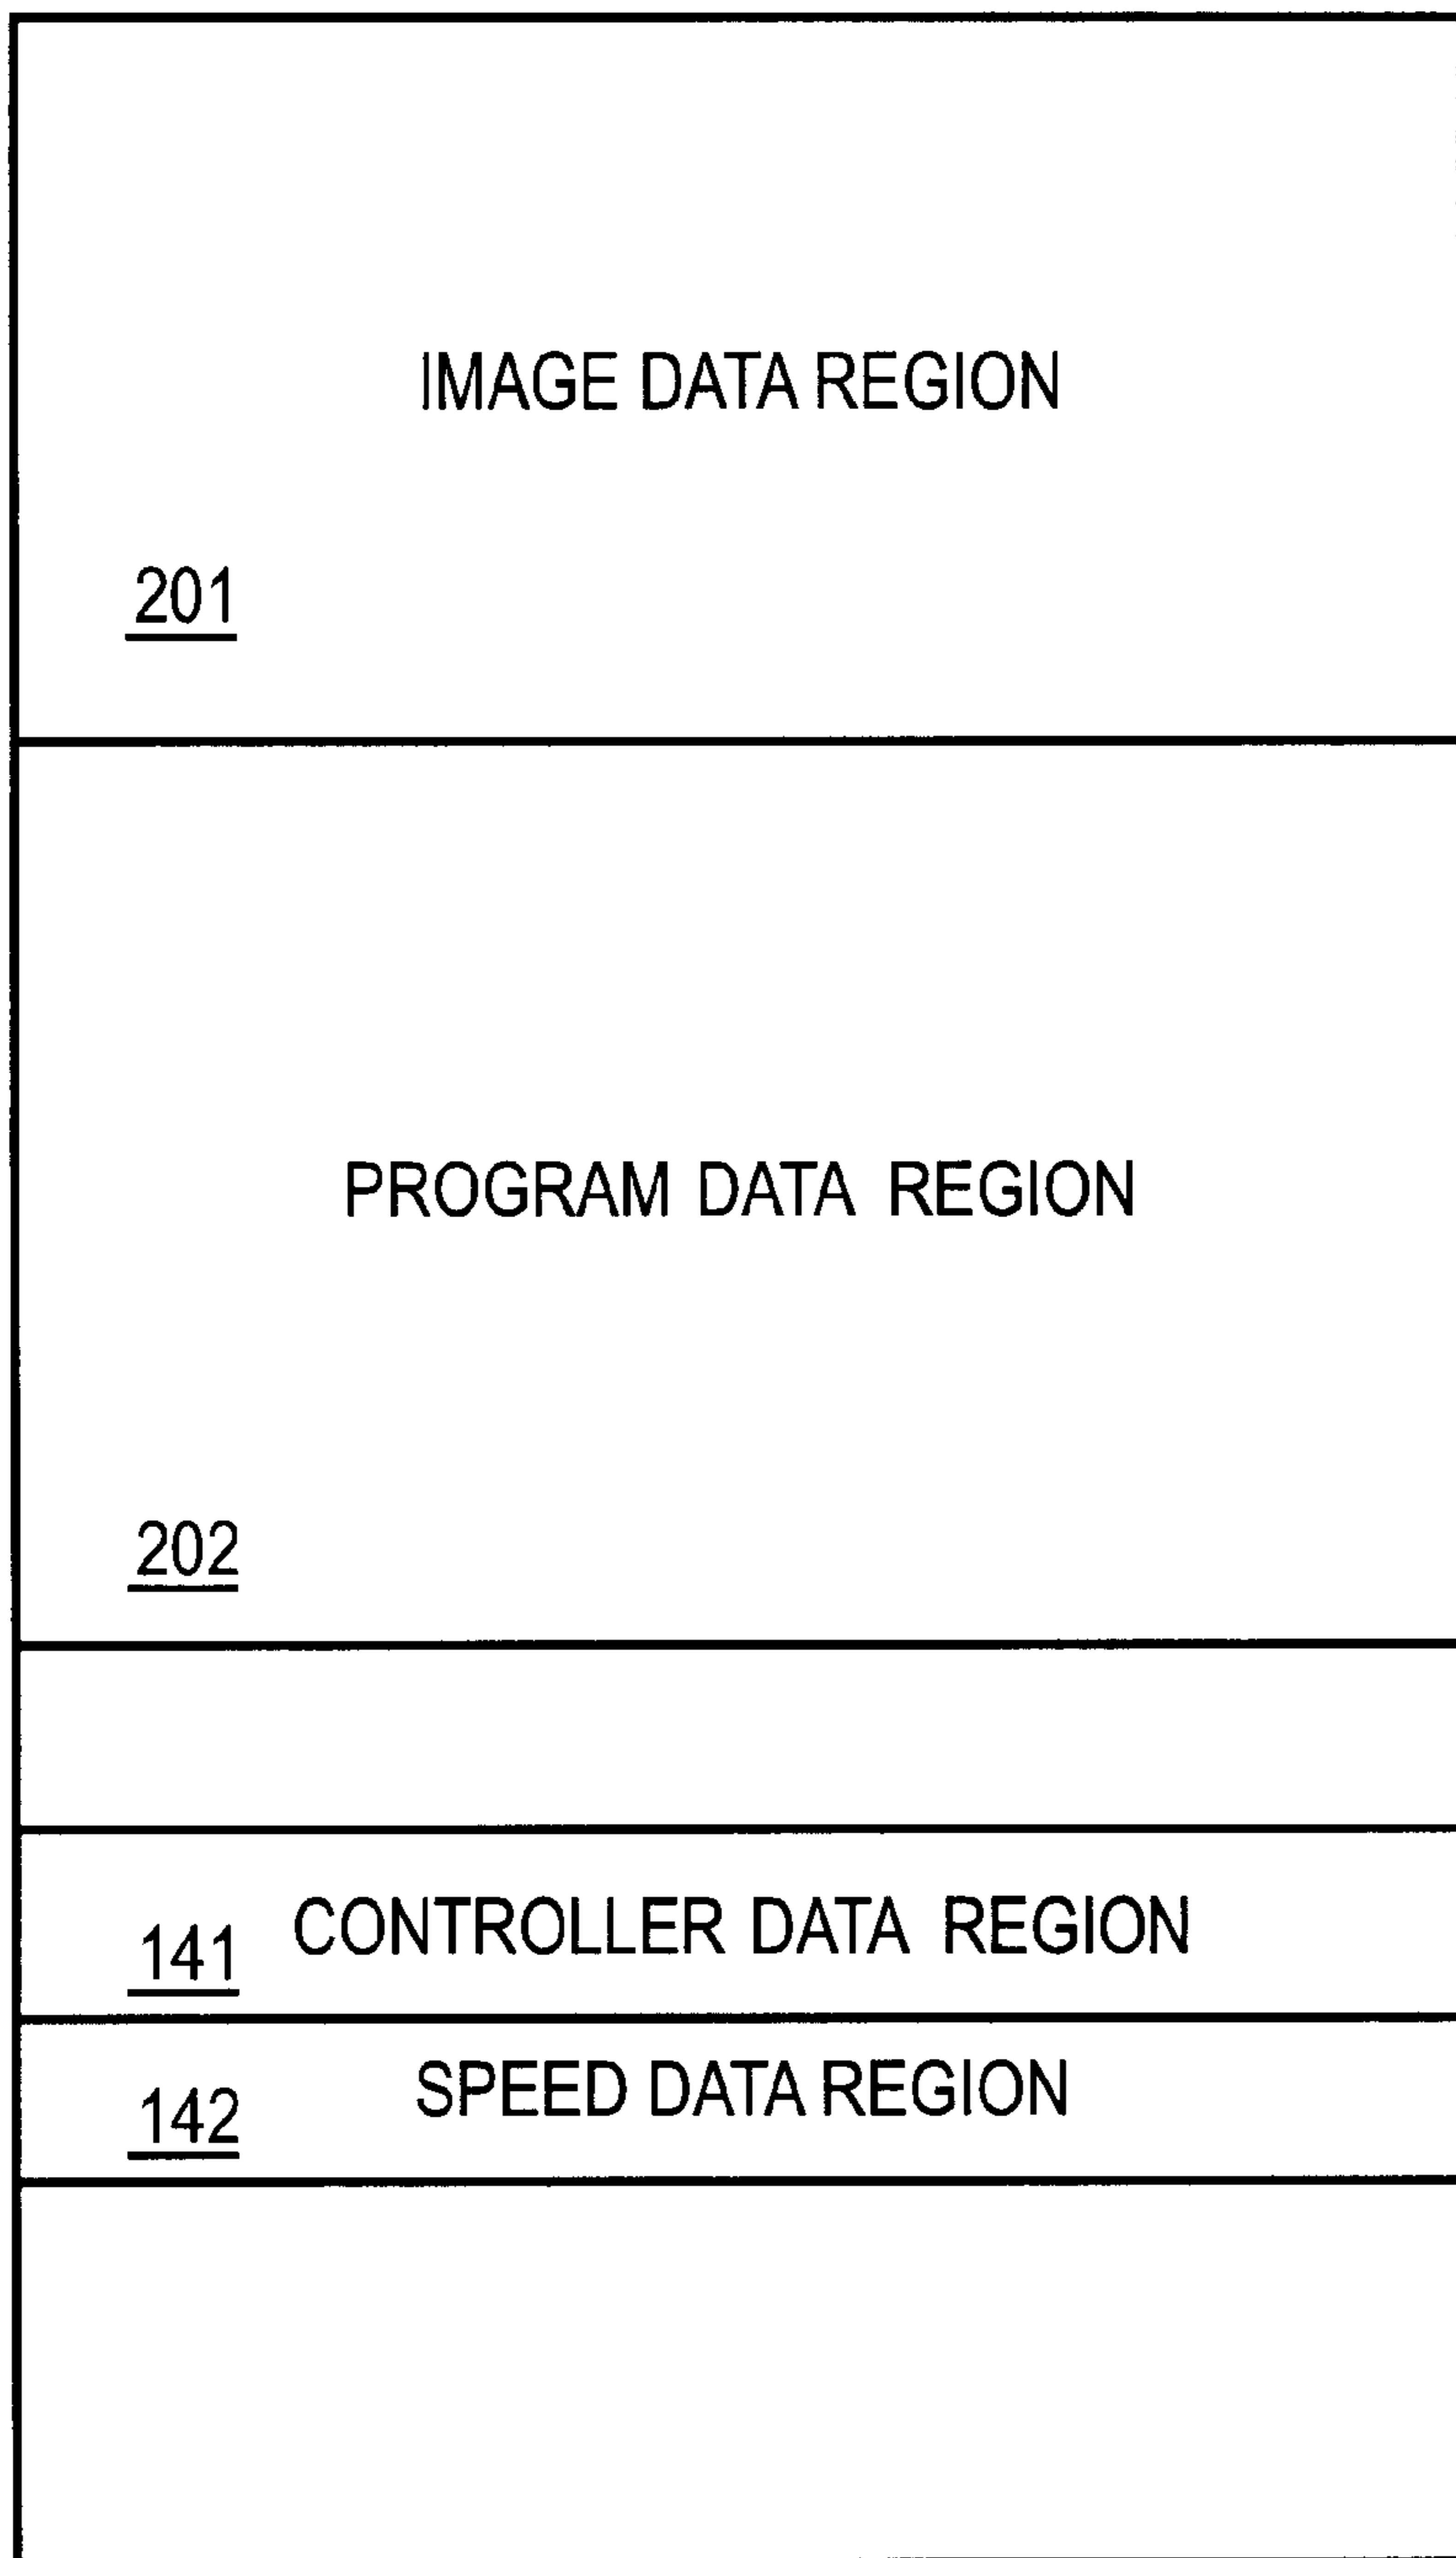 IMAGE DATA REGION
201
PROGRAM DATA REGION
202
CONTROLLER DATA REGION
141
SPEED DATA REGION
142